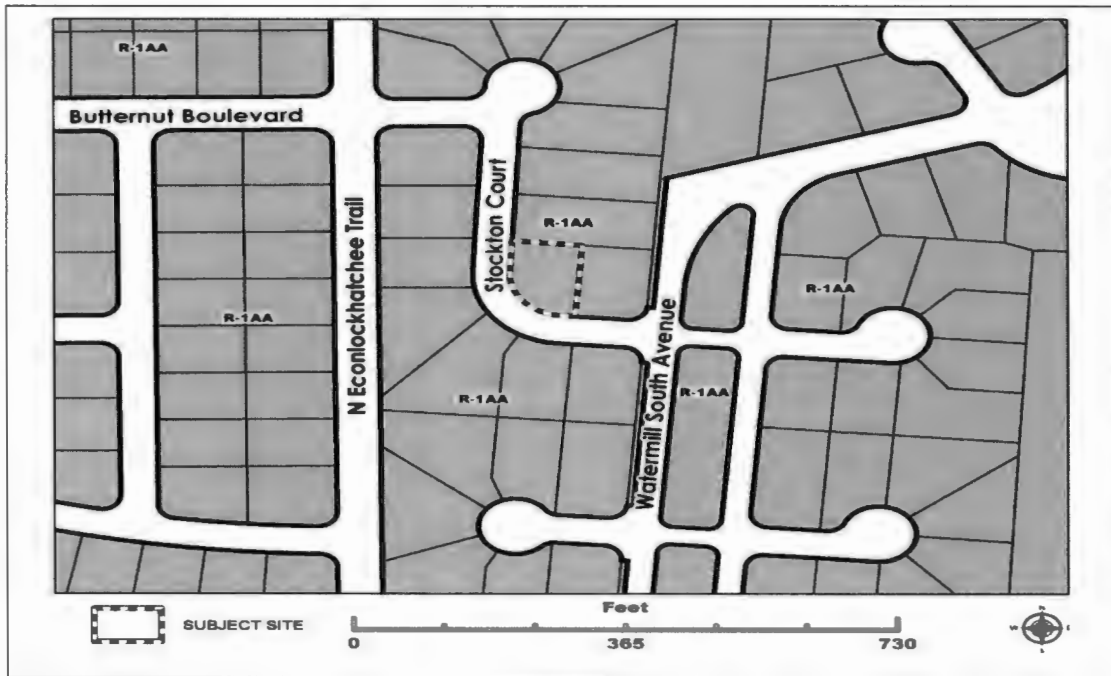 R-1AA
Butternut Boulevard
N Econlockhatchee Trail
Stockton Court
R-1AA
R-1AA
R-1AA
R-1AA
R-1AA
Watermill South Avenue
SUBJECT SITE
Feet
0 365 730
N